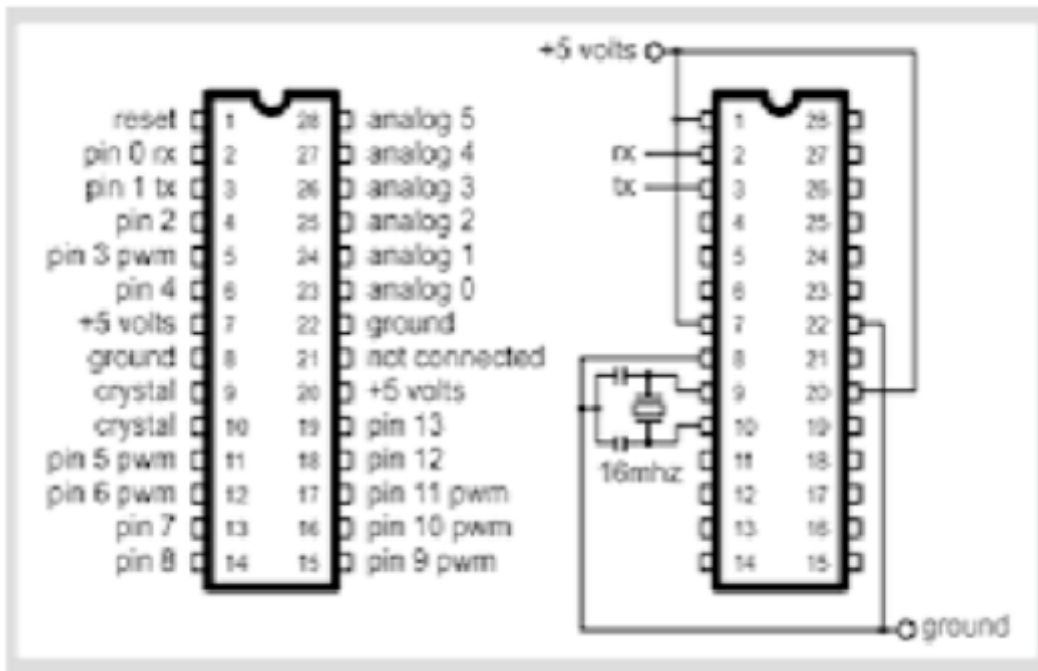 reset 1 28 analog 5
pin 0 rx 2 27 analog 4
pin 1 tx 3 26 analog 3
pin 2 4 25 analog 2
pin 3 pwm 5 24 analog 1
pin 4 6 23 analog 0
+5 volts 7 22 ground
ground 8 21 not connected
crystal 9 20 +5 volts
crystal 10 19 pin 13
pin 5 pwm 11 18 pin 12
pin 6 pwm 12 17 pin 11 pwm
pin 7 13 16 pin 10 pwm
pin 8 14 15 pin 9 pwm
+5 volts
1 28
rx 2 27
tx 3 26
4 25
5 24
6 23
7 22
8 21
9 20
10 19
16mhz 11 18
12 17
13 16
14 15
ground